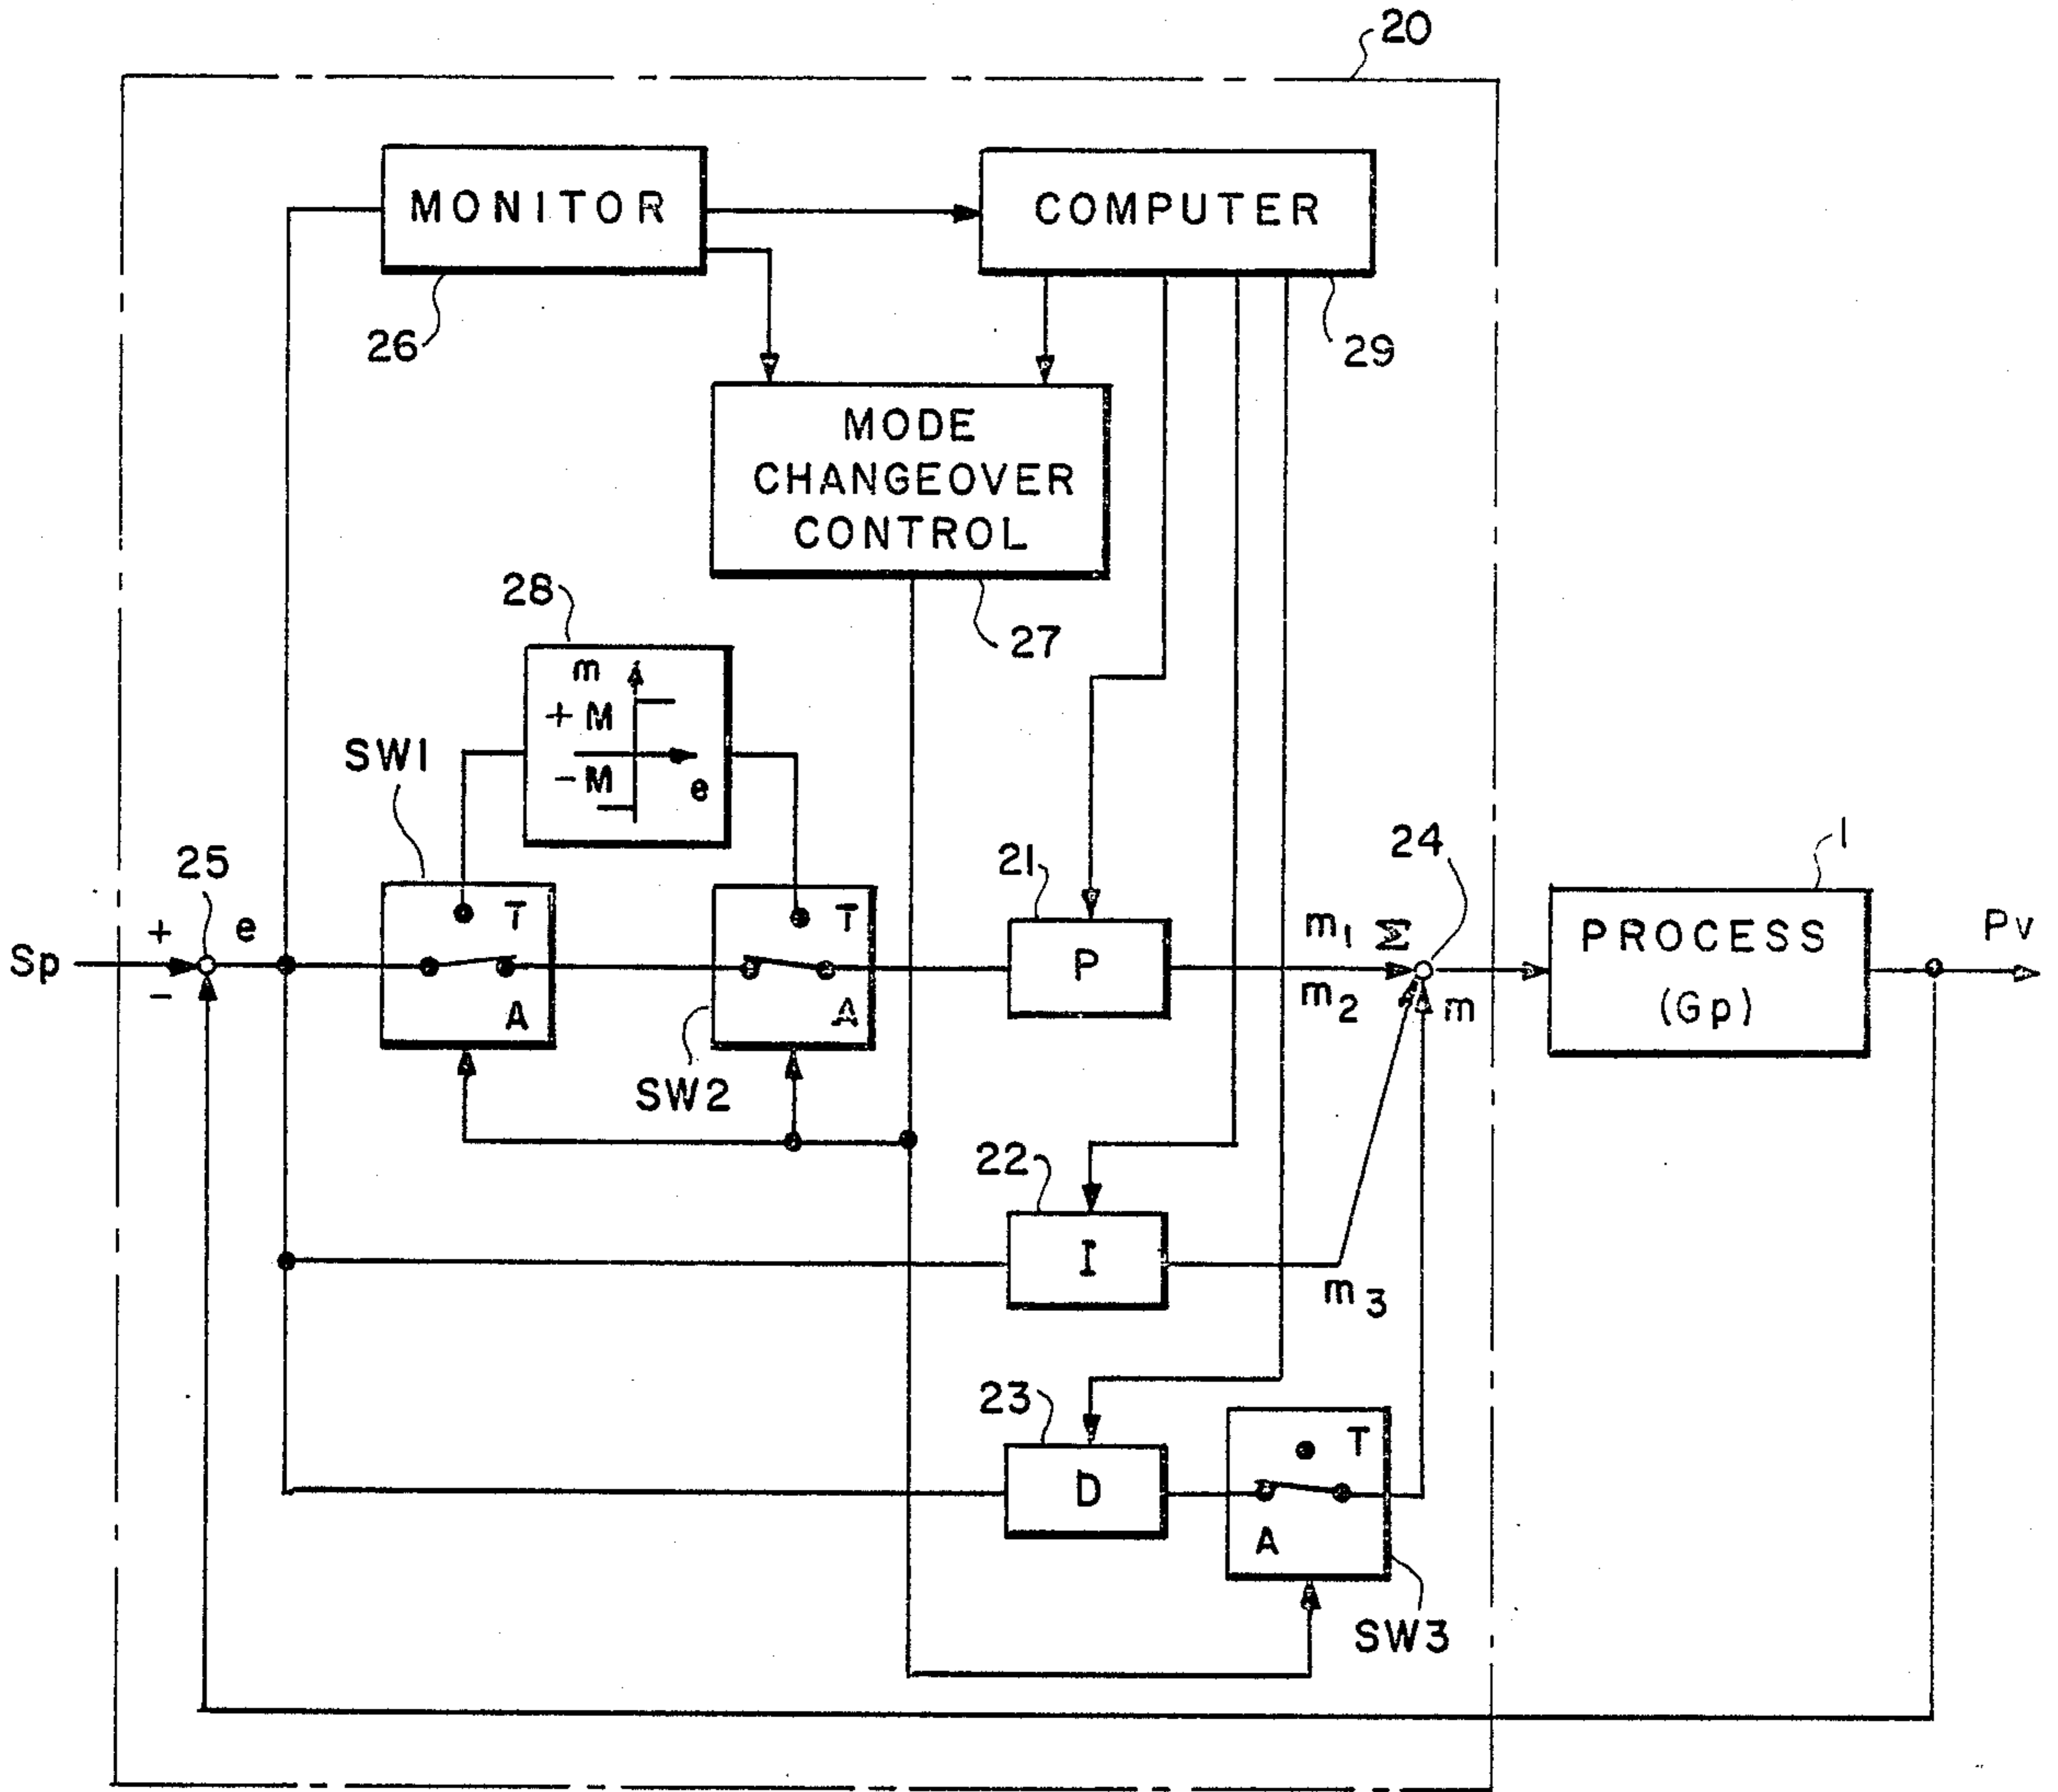 20
MONITOR
COMPUTER
26
29
MODE
CHANGEOVER
CONTROL
28
27
m
+ M
- M
e
SW1
25
+
e
Sp
-
T
A
T
A
SW2
21
P
m1
Σ
24
m2
m
1
PROCESS
(Gp)
Pv
22
I
m3
23
D
T
A
SW3